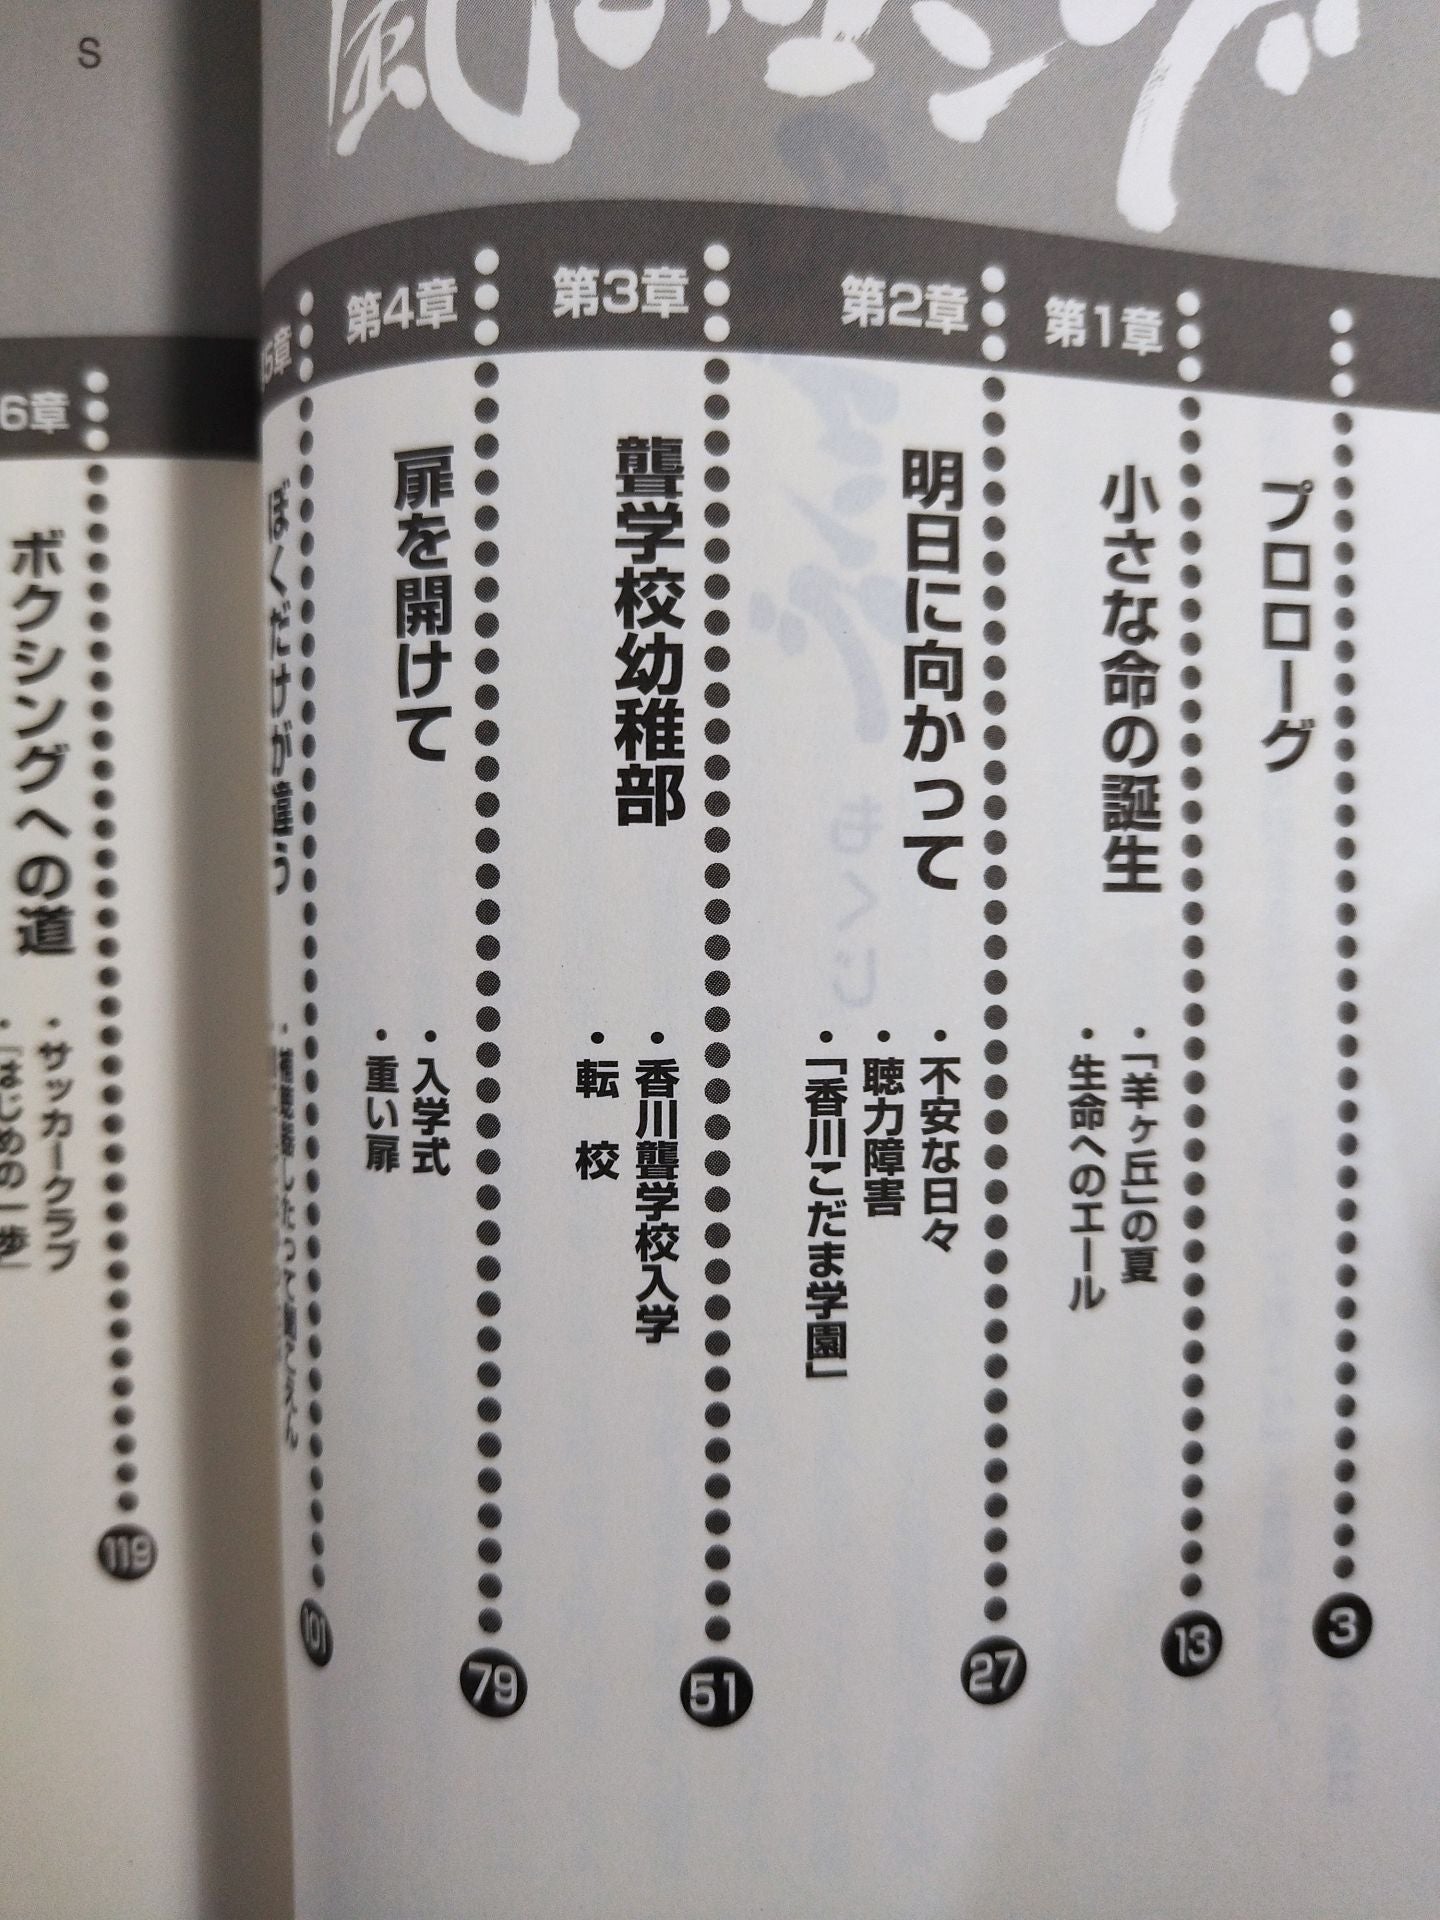 プロローグ
3
第1章
小さな命の誕生
・「羊ヶ丘」の夏
・生命へのエール
13
第2章
明日に向かって
・不安な日々
・聴力障害
・「香川こだま学園」
27
第3章
聾学校幼稚部
・香川聾学校入学
・転 校
51
第4章
扉を開けて
・入学式
・重い扉
79
5章
ぼくだけが違う
101
6章
ボクシングへの道
・サッカークラブ
・「はじめの一歩」
119
もくじ
S